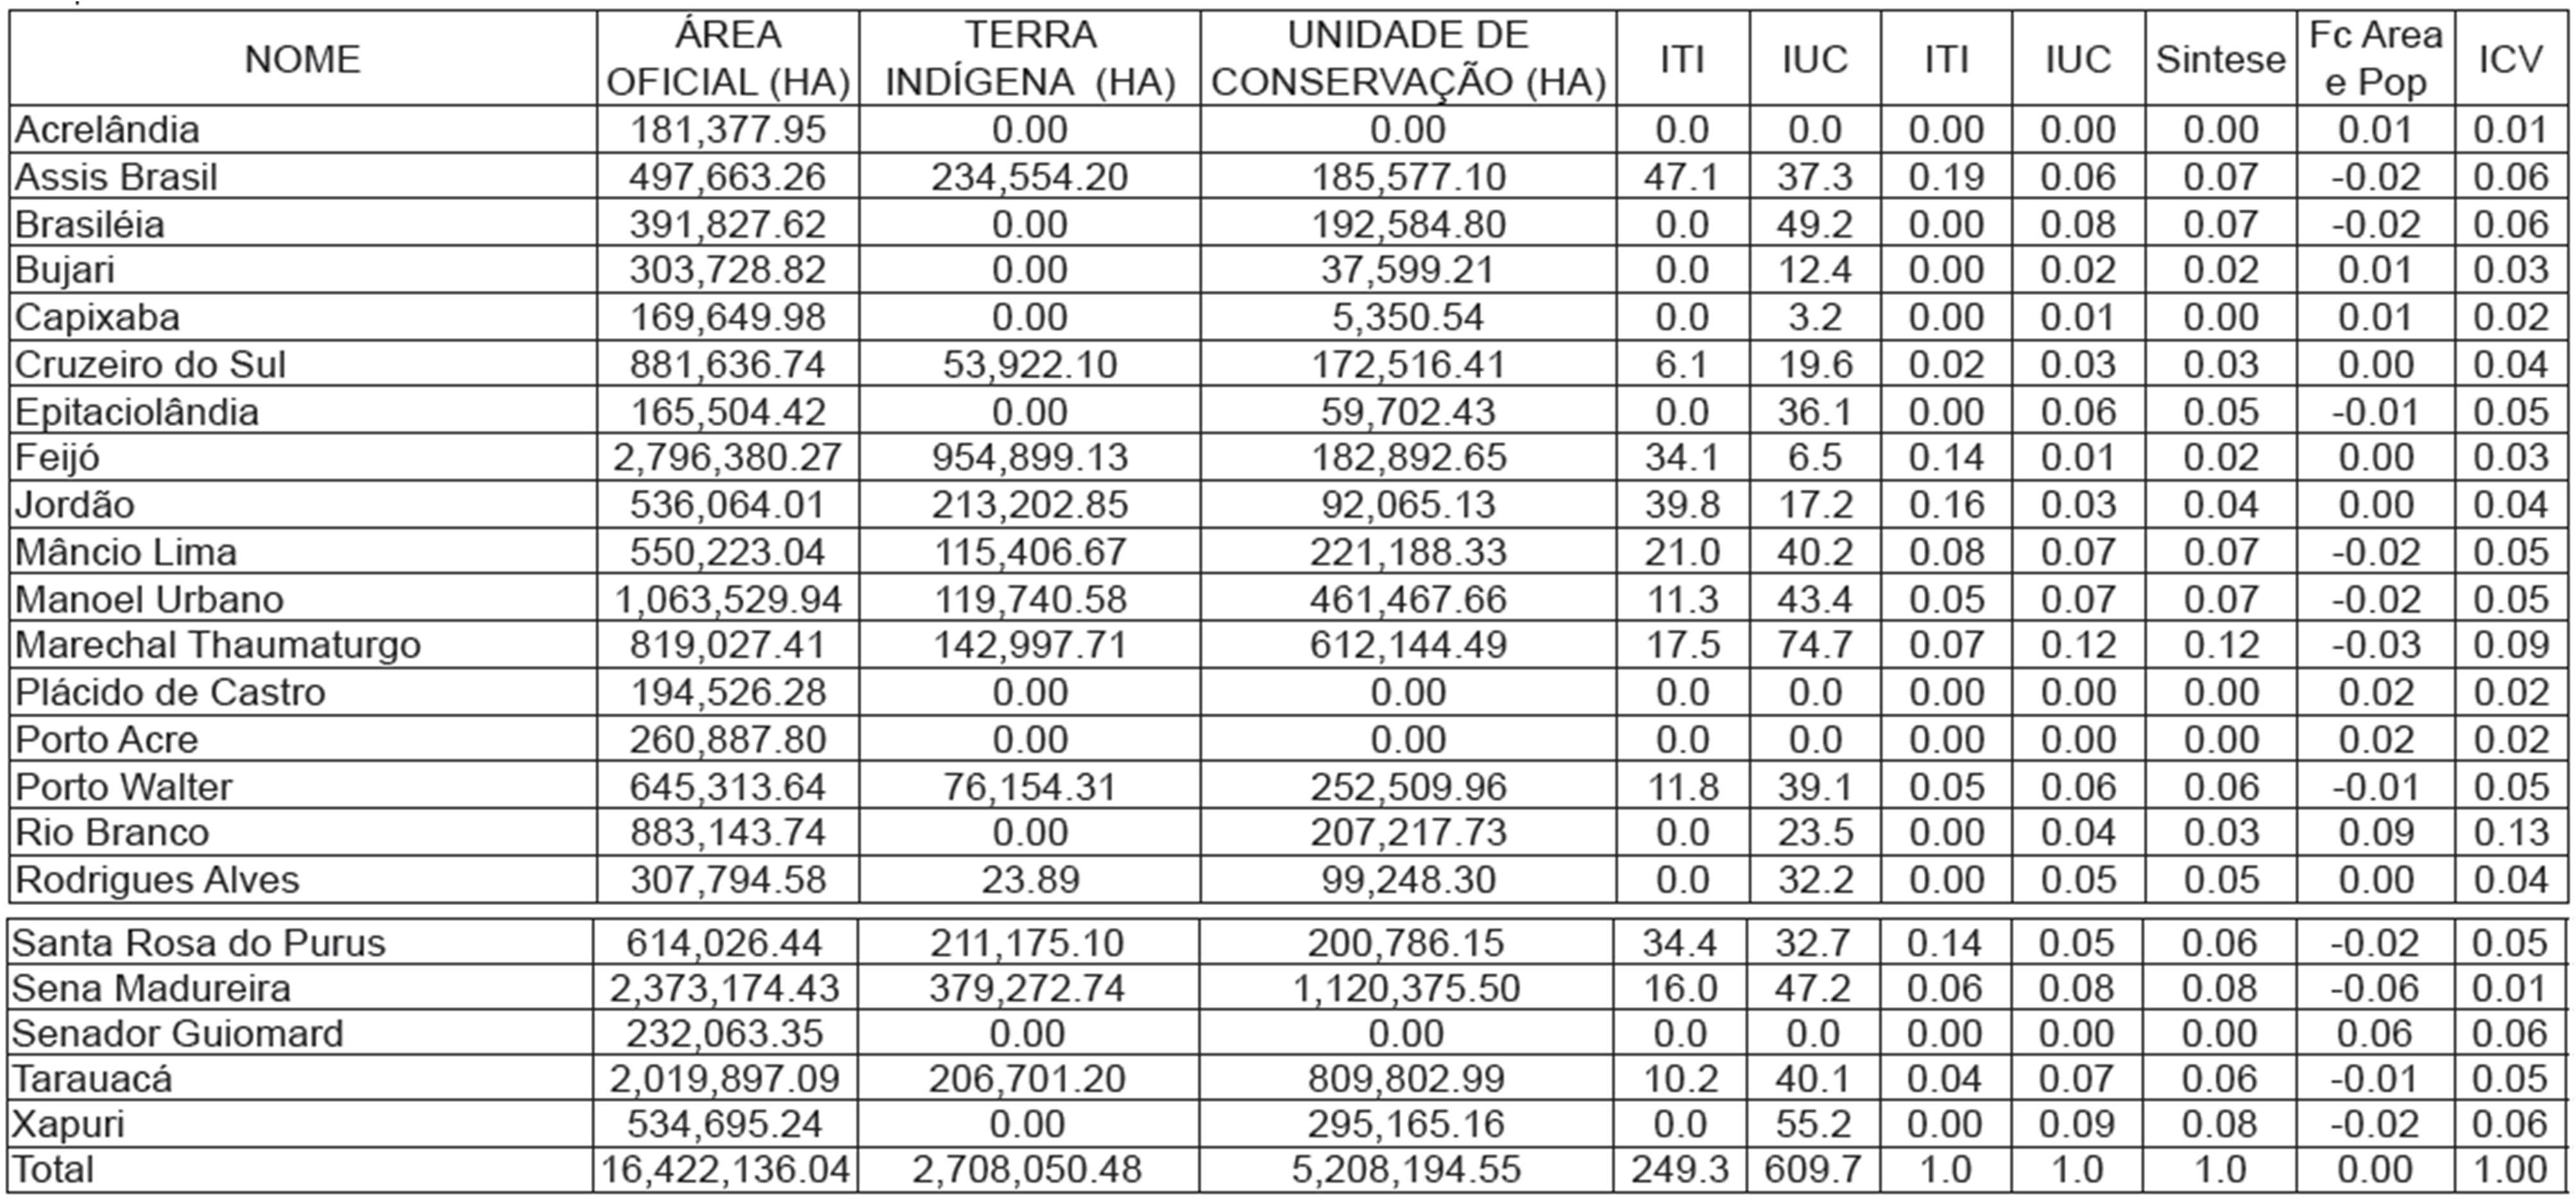 NOME ÁREA OFICIAL (HA) TERRA INDÍGENA (HA) UNIDADE DE CONSERVAÇÃO (HA) ITI IUC ITI IUC Sintese Fc Area e Pop ICV
Acrelândia 181,377.95 0.00 0.00 0.0 0.0 0.00 0.00 0.00 0.01 0.01
Assis Brasil 497,663.26 234,554.20 185,577.10 47.1 37.3 0.19 0.06 0.07 -0.02 0.06
Brasiléia 391,827.62 0.00 192,584.80 0.0 49.2 0.00 0.08 0.07 -0.02 0.06
Bujari 303,728.82 0.00 37,599.21 0.0 12.4 0.00 0.02 0.02 0.01 0.03
Capixaba 169,649.98 0.00 5,350.54 0.0 3.2 0.00 0.01 0.00 0.01 0.02
Cruzeiro do Sul 881,636.74 53,922.10 172,516.41 6.1 19.6 0.02 0.03 0.03 0.00 0.04
Epitaciolândia 165,504.42 0.00 59,702.43 0.0 36.1 0.00 0.06 0.05 -0.01 0.05
Feijó 2,796,380.27 954,899.13 182,892.65 34.1 6.5 0.14 0.01 0.02 0.00 0.03
Jordão 536,064.01 213,202.85 92,065.13 39.8 17.2 0.16 0.03 0.04 0.00 0.04
Mâncio Lima 550,223.04 115,406.67 221,188.33 21.0 40.2 0.08 0.07 0.07 -0.02 0.05
Manoel Urbano 1,063,529.94 119,740.58 461,467.66 11.3 43.4 0.05 0.07 0.07 -0.02 0.05
Marechal Thaumaturgo 819,027.41 142,997.71 612,144.49 17.5 74.7 0.07 0.12 0.12 -0.03 0.09
Plácido de Castro 194,526.28 0.00 0.00 0.0 0.0 0.00 0.00 0.00 0.02 0.02
Porto Acre 260,887.80 0.00 0.00 0.0 0.0 0.00 0.00 0.00 0.02 0.02
Porto Walter 645,313.64 76,154.31 252,509.96 11.8 39.1 0.05 0.06 0.06 -0.01 0.05
Rio Branco 883,143.74 0.00 207,217.73 0.0 23.5 0.00 0.04 0.03 0.09 0.13
Rodrigues Alves 307,794.58 23.89 99,248.30 0.0 32.2 0.00 0.05 0.05 0.00 0.04
Santa Rosa do Purus 614,026.44 211,175.10 200,786.15 34.4 32.7 0.14 0.05 0.06 -0.02 0.05
Sena Madureira 2,373,174.43 379,272.74 1,120,375.50 16.0 47.2 0.06 0.08 0.08 -0.06 0.01
Senador Guiomard 232,063.35 0.00 0.00 0.0 0.0 0.00 0.00 0.00 0.06 0.06
Tarauacá 2,019,897.09 206,701.20 809,802.99 10.2 40.1 0.04 0.07 0.06 -0.01 0.05
Xapuri 534,695.24 0.00 295,165.16 0.0 55.2 0.00 0.09 0.08 -0.02 0.06
Total 16,422,136.04 2,708,050.48 5,208,194.55 249.3 609.7 1.0 1.0 1.0 0.00 1.00